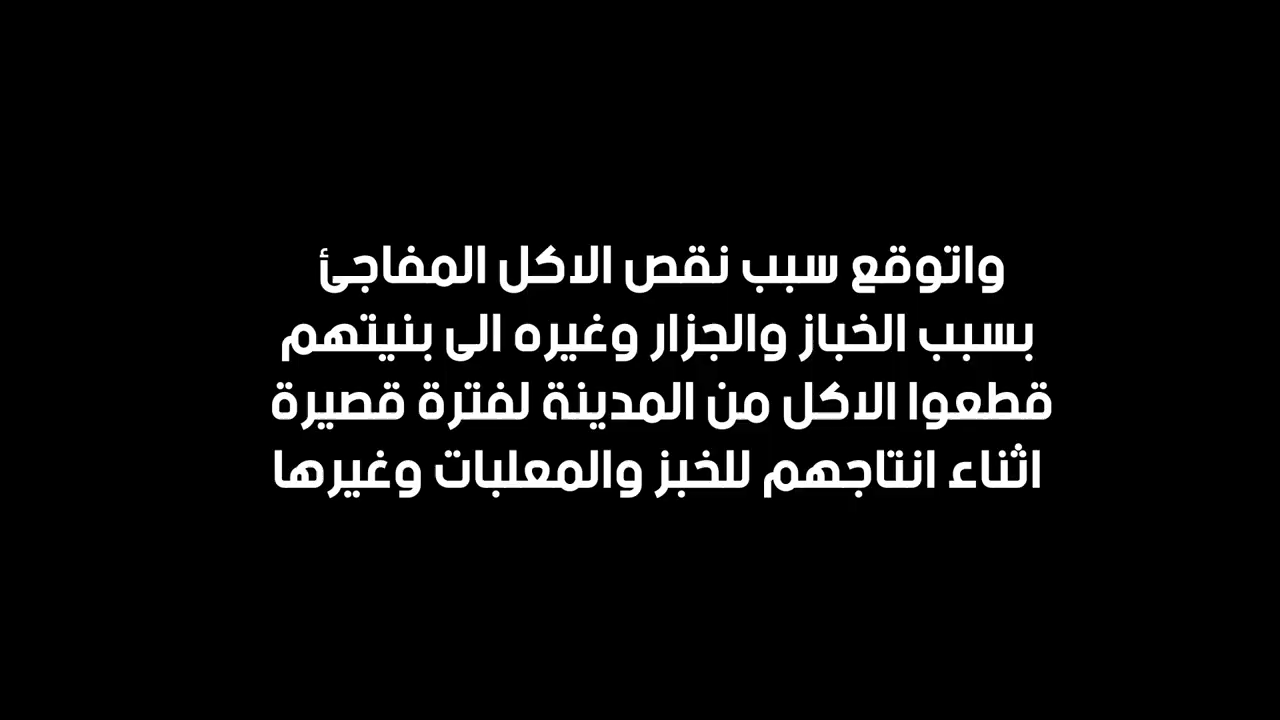 واتوقع سبب نقص الاكل المفاجئ
بسبب الخباز والجزار وغيره الى بنيتهم
قطعوا الاكل من المدينة لفترة قصيرة
اثناء انتاجهم للخبز والمعلبات وغيرها